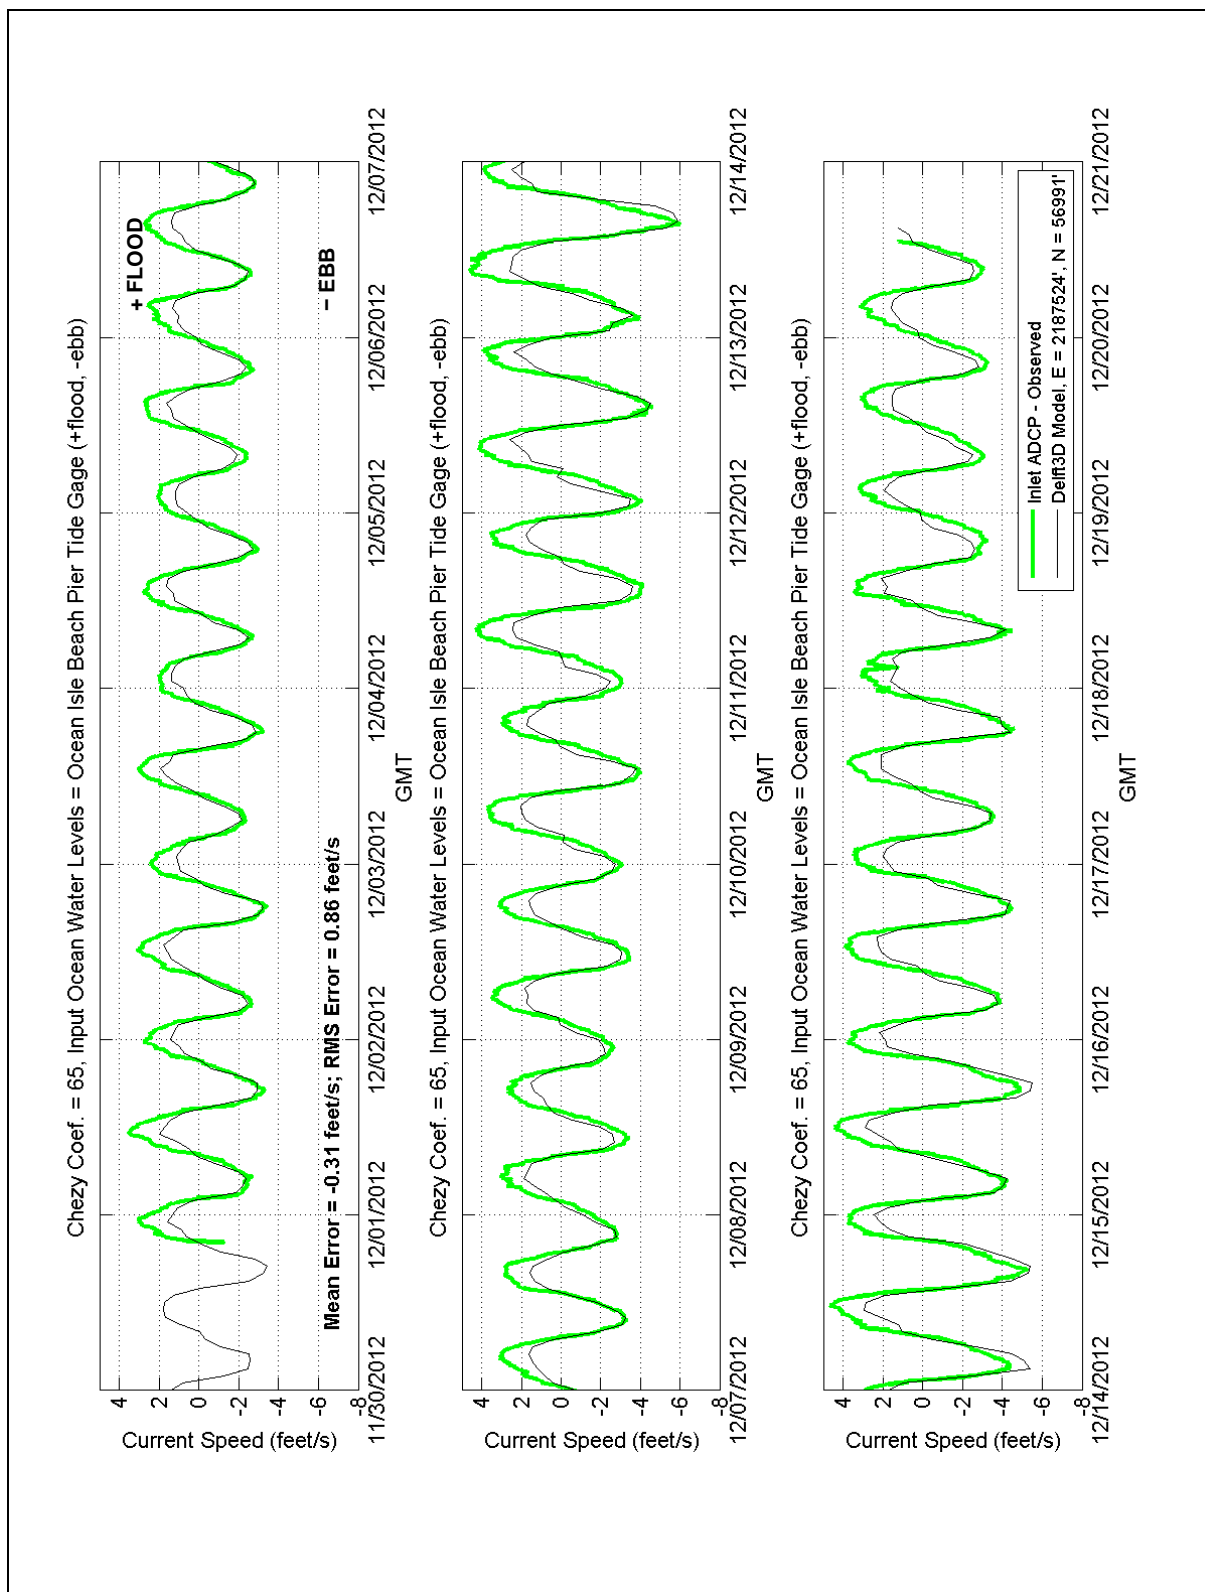 Chezy Coef. = 65, Input Ocean Water Levels = Ocean Isle Beach Pier Tide Gage (+flood, -ebb)
4
2
0
-2
-4
-6
-8
Current Speed (feet/s)
+ FLOOD
− EBB
Mean Error = -0.31 feet/s; RMS Error = 0.86 feet/s
11/30/2012 12/01/2012 12/02/2012 12/03/2012 12/04/2012 12/05/2012 12/06/2012 12/07/2012
GMT
Chezy Coef. = 65, Input Ocean Water Levels = Ocean Isle Beach Pier Tide Gage (+flood, -ebb)
4
2
0
-2
-4
-6
-8
Current Speed (feet/s)
12/07/2012 12/08/2012 12/09/2012 12/10/2012 12/11/2012 12/12/2012 12/13/2012 12/14/2012
GMT
Chezy Coef. = 65, Input Ocean Water Levels = Ocean Isle Beach Pier Tide Gage (+flood, -ebb)
4
2
0
-2
-4
-6
-8
Current Speed (feet/s)
Inlet ADCP - Observed
Delft3D Model, E = 2187524', N = 56991'
12/14/2012 12/15/2012 12/16/2012 12/17/2012 12/18/2012 12/19/2012 12/20/2012 12/21/2012
GMT